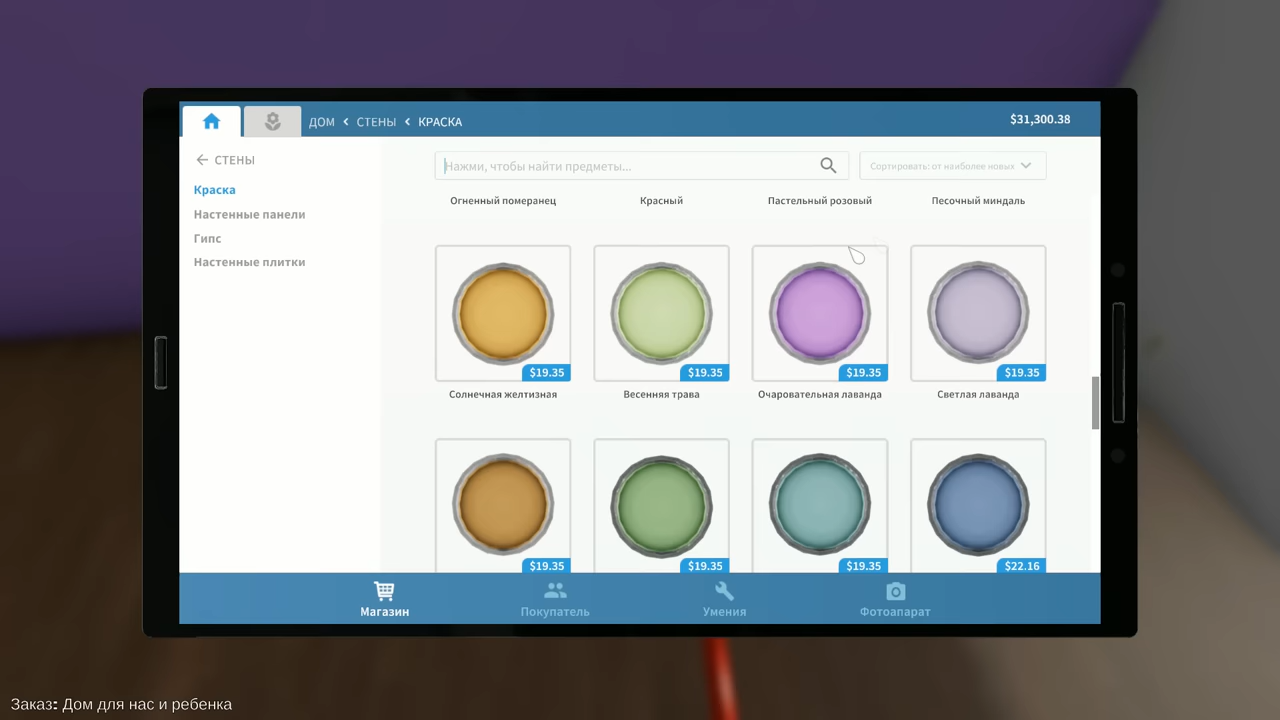 ДОМ < СТЕНЫ < КРАСКА
$31,300.38
СТЕНЫ
Краска
Настенные панели
Гипс
Настенные плитки
Нажми, чтобы найти предметы...
Сортировать: от наиболее новых
Огненный померанец
Красный
Пастельный розовый
Песочный миндаль
$19.35
$19.35
$19.35
$19.35
Солнечная желтизная
Весенняя трава
Очаровательная лаванда
Светлая лаванда
$19.35
$19.35
$19.35
$22.16
Магазин
Покупатель
Умения
Фотоапарат
Заказ: Дом для нас и ребенка